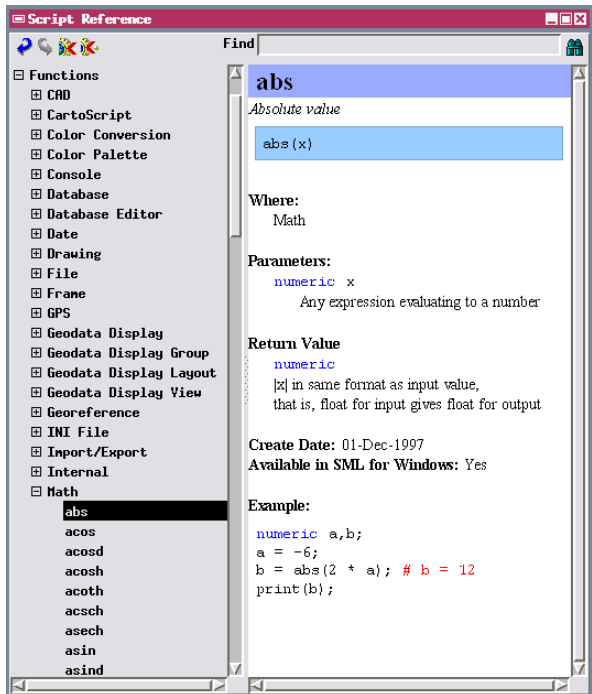 Script Reference
Find
Functions
CAD
CartoScript
Color Conversion
Color Palette
Console
Database
Database Editor
Date
Drawing
File
Frame
GPS
Geodata Display
Geodata Display Group
Geodata Display Layout
Geodata Display View
Georeference
INI File
Import/Export
Internal
Math
abs
acos
acosd
acosh
acoth
acsch
asech
asin
asind
abs
Absolute value
abs(x)
Where:
Math
Parameters:
numeric x
Any expression evaluating to a number
Return Value
numeric
|x| in same format as input value,
that is, float for input gives float for output
Create Date: 01-Dec-1997
Available in SML for Windows: Yes
Example:
numeric a,b;
a = -6;
b = abs(2 * a); # b = 12
print(b);